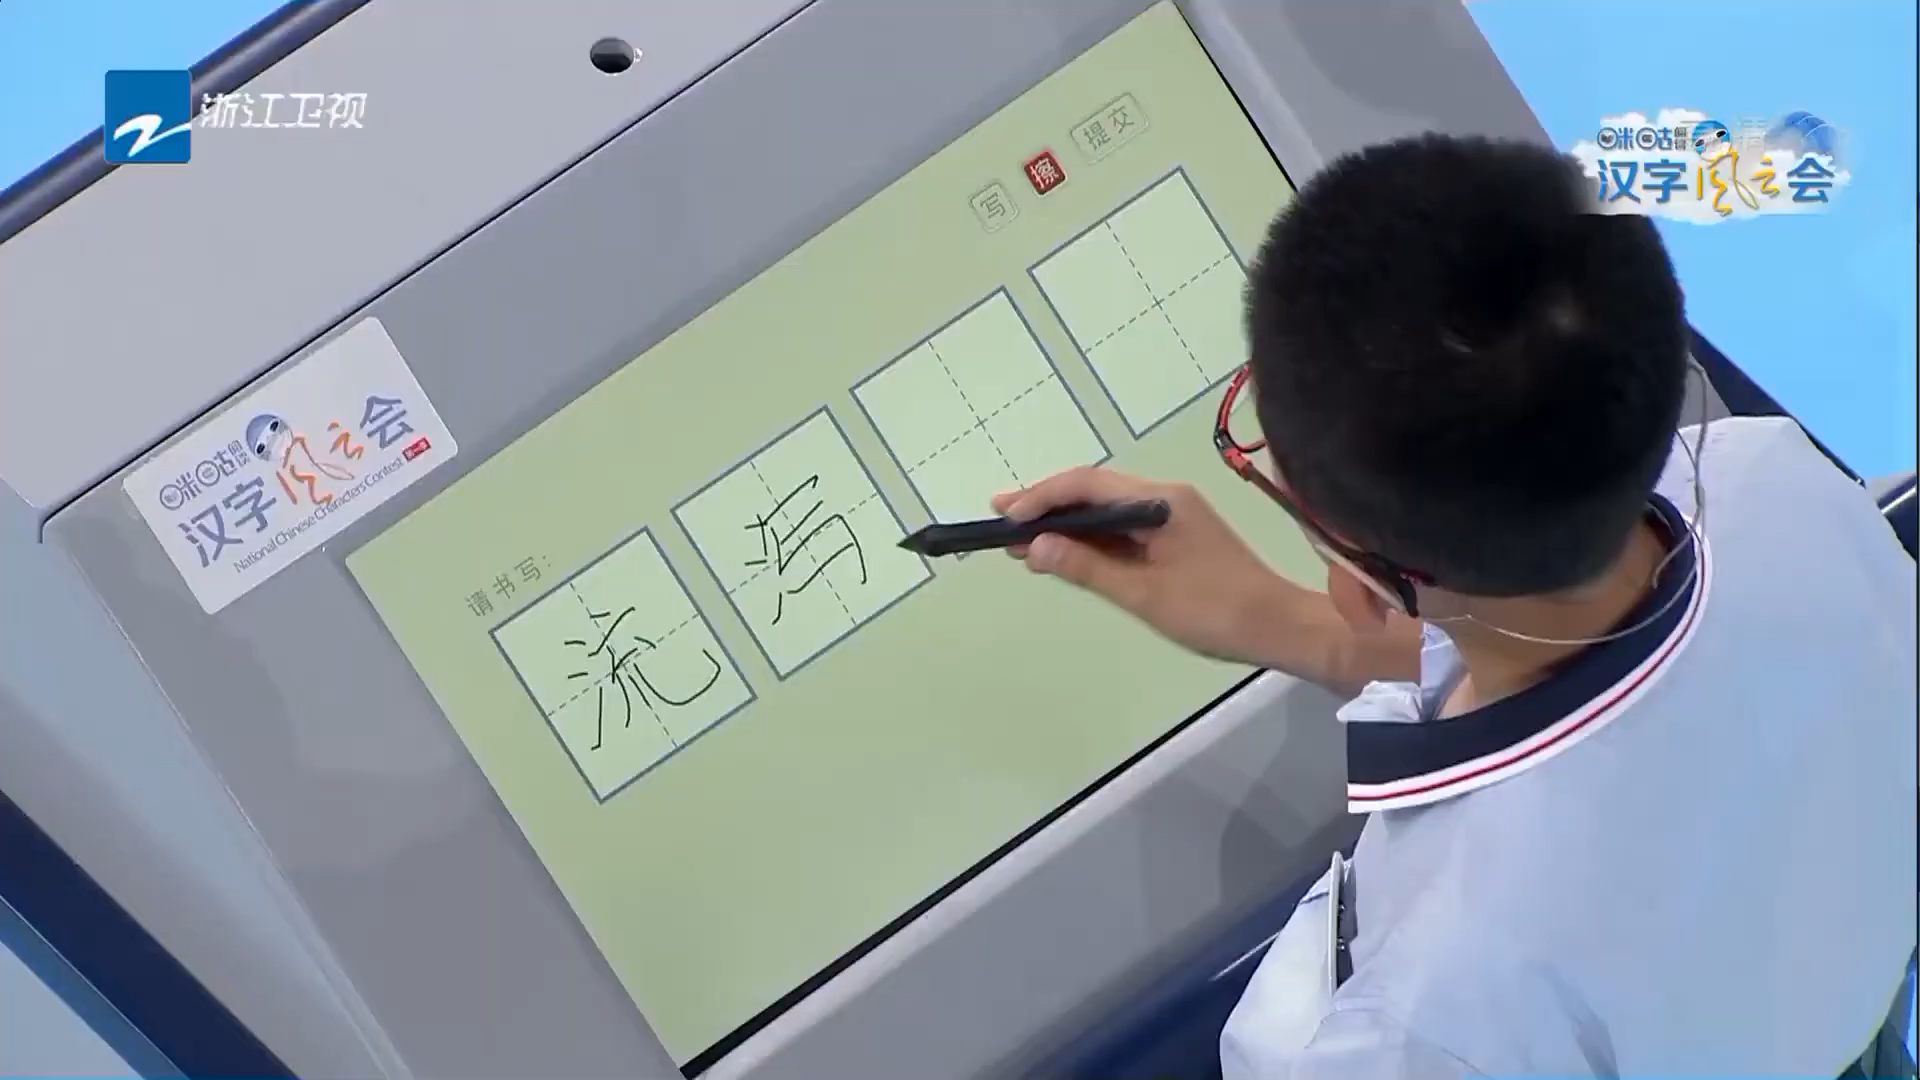 浙江卫视
咪咕阅读
汉字风云会
写 擦 提交
咪咕阅读
汉字风云会
National Chinese Characters Contest
请书写:
流泻